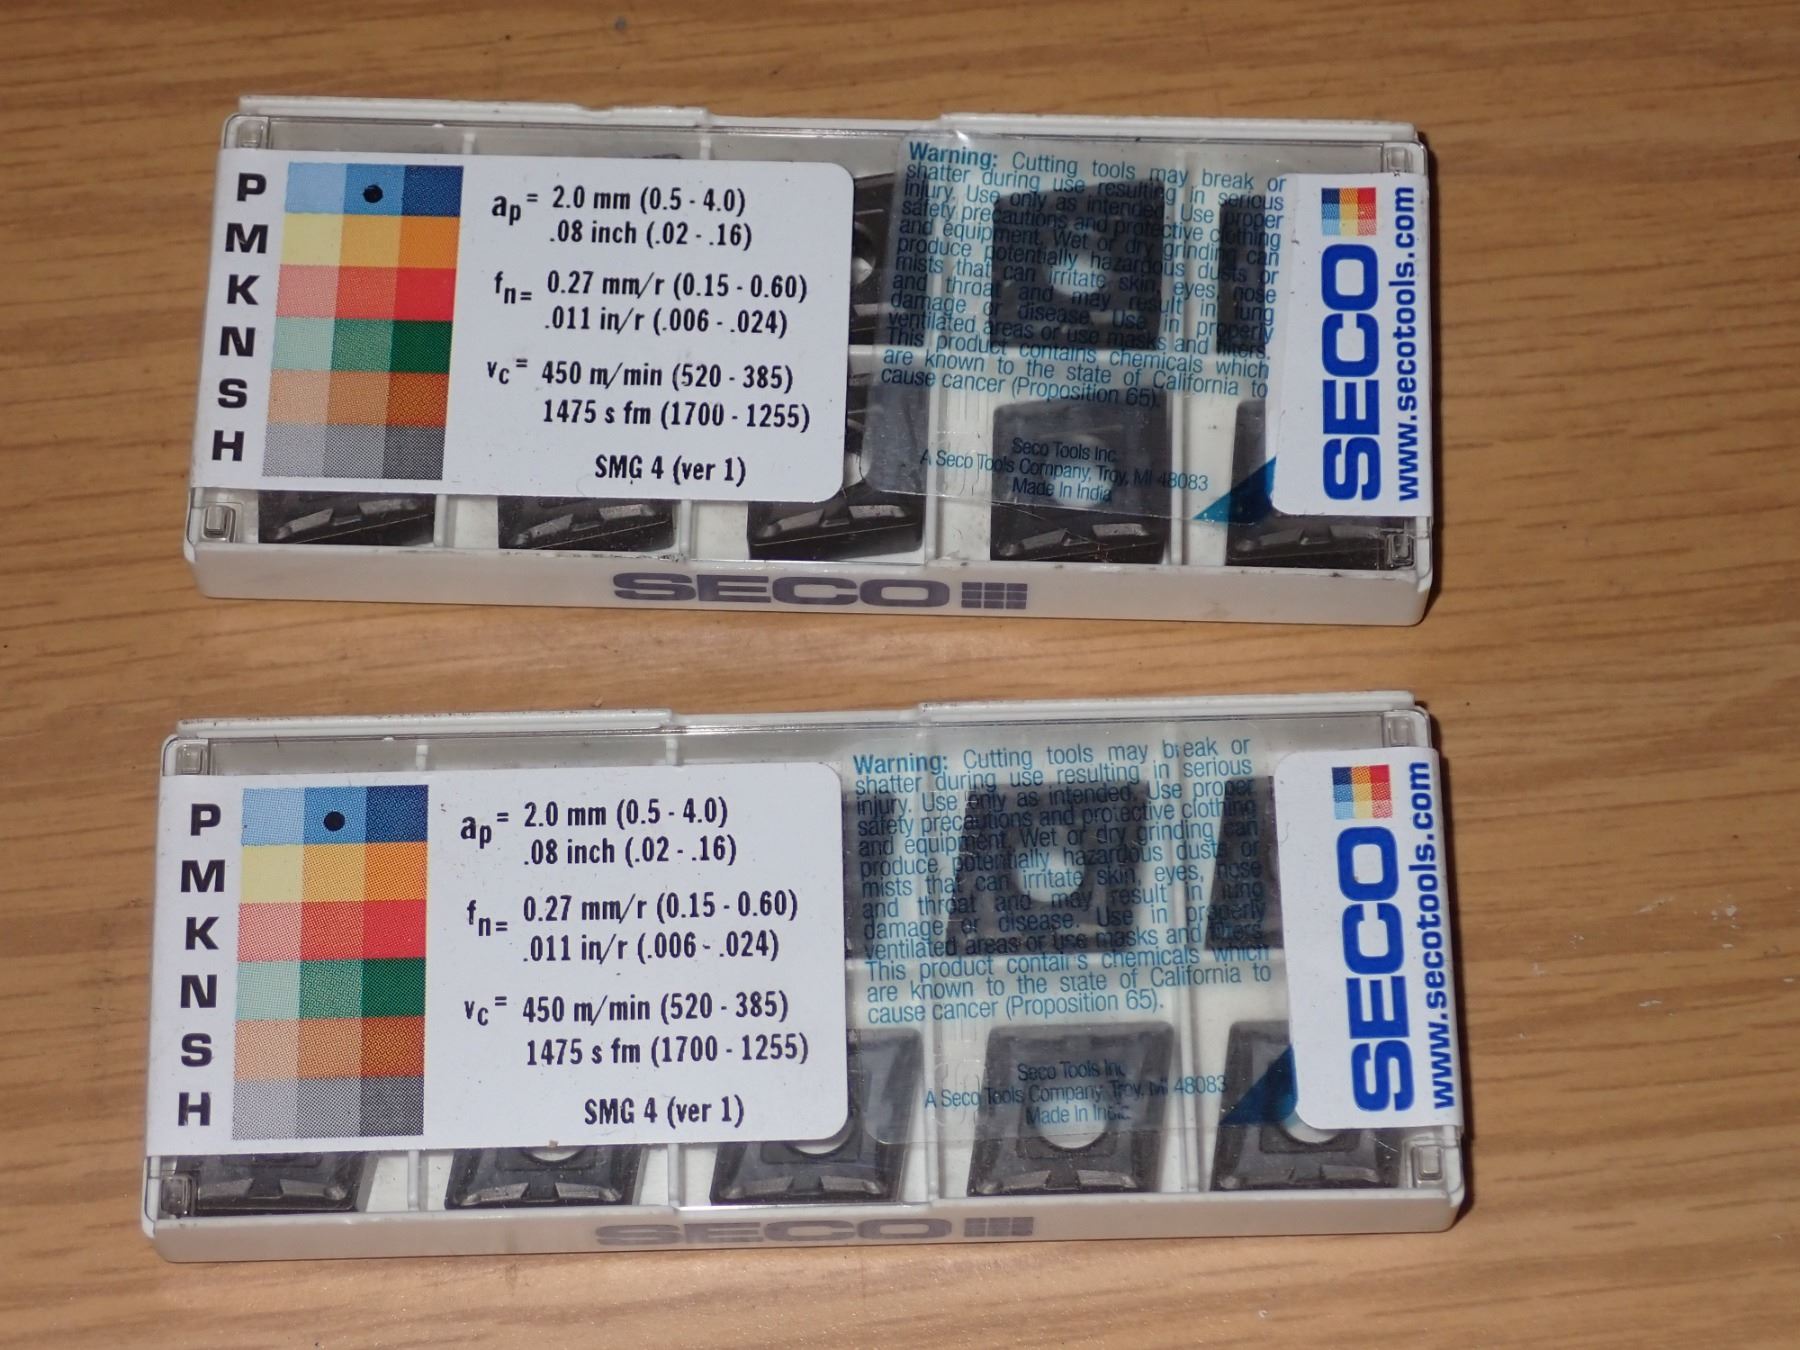 P
M
K
N
S
H
ap = 2.0 mm (0.5 - 4.0)
.08 inch (.02 - .16)
fn= 0.27 mm/r (0.15 - 0.60)
.011 in/r (.006 - .024)
vc = 450 m/min (520 - 385)
1475 s fm (1700 - 1255)
SMG 4 (ver 1)
Warning: Cutting tools may break or
shatter during use resulting in serious
injury. Use only as intended. Use proper
safety precautions and protective clothing
and equipment. Wet or dry grinding can
produce potentially hazardous dusts or
mists that can irritate skin, eyes, nose
and throat and may result in lung
damage or disease. Use in properly
ventilated areas or use masks and filters.
This product contains chemicals which
are known to the state of California to
cause cancer (Proposition 65).
Seco Tools Inc
A Seco Tools Company, Troy, MI 48083
Made In India
SECO
www.secotools.com
SECO
P
M
K
N
S
H
ap = 2.0 mm (0.5 - 4.0)
.08 inch (.02 - .16)
fn= 0.27 mm/r (0.15 - 0.60)
.011 in/r (.006 - .024)
vc = 450 m/min (520 - 385)
1475 s fm (1700 - 1255)
SMG 4 (ver 1)
Warning: Cutting tools may break or
shatter during use resulting in serious
injury. Use only as intended. Use proper
safety precautions and protective clothing
and equipment. Wet or dry grinding can
produce potentially hazardous dusts or
mists that can irritate skin, eyes, nose
and throat and may result in lung
damage or disease. Use in properly
ventilated areas or use masks and filters.
This product contains chemicals which
are known to the state of California to
cause cancer (Proposition 65).
Seco Tools Inc
A Seco Tools Company, Troy, MI 48083
Made In India
SECO
www.secotools.com
SECO